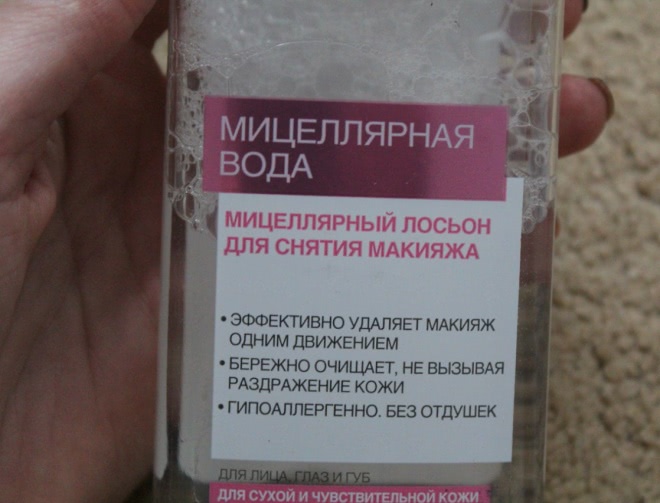 МИЦЕЛЛЯРНАЯ
ВОДА
МИЦЕЛЛЯРНЫЙ ЛОСЬОН
ДЛЯ СНЯТИЯ МАКИЯЖА
• ЭФФЕКТИВНО УДАЛЯЕТ МАКИЯЖ
ОДНИМ ДВИЖЕНИЕМ
• БЕРЕЖНО ОЧИЩАЕТ, НЕ ВЫЗЫВАЯ
РАЗДРАЖЕНИЕ КОЖИ
• ГИПОАЛЛЕРГЕННО. БЕЗ ОТДУШЕК
ДЛЯ ЛИЦА, ГЛАЗ И ГУБ
ДЛЯ СУХОЙ И ЧУВСТВИТЕЛЬНОЙ КОЖИ